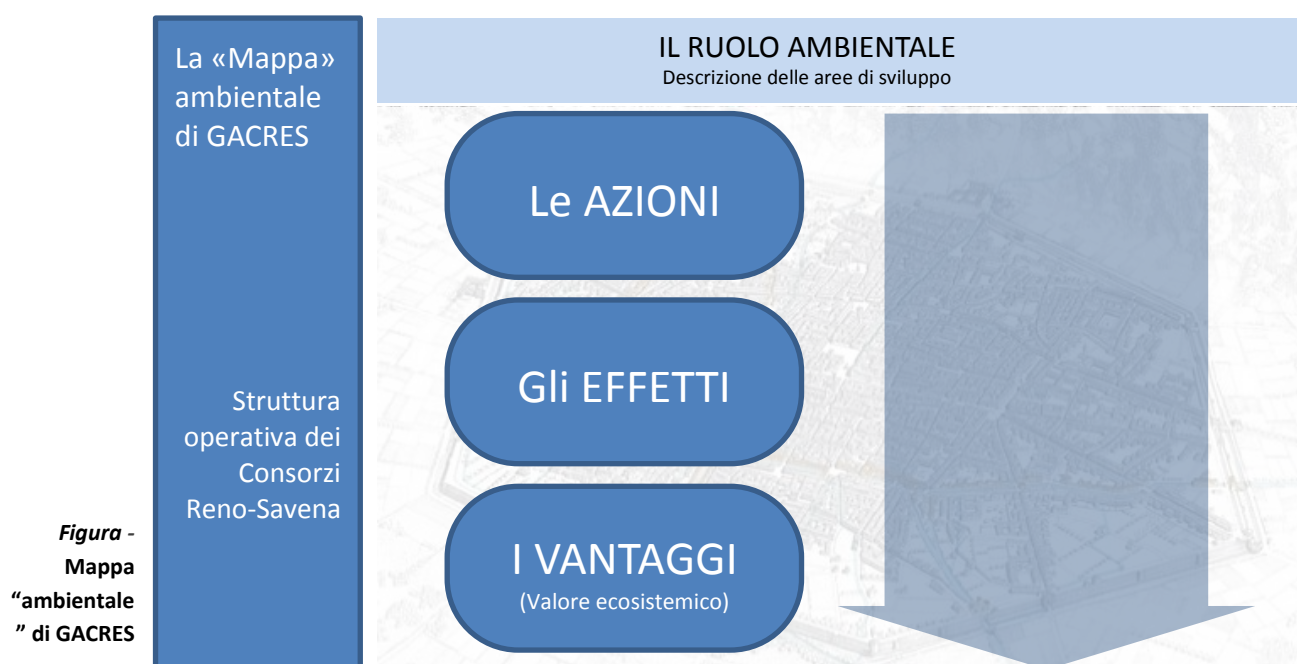 La «Mappa»
ambientale
di GACRES
Struttura
operativa dei
Consorzi
Reno-Savena
IL RUOLO AMBIENTALE
Descrizione delle aree di sviluppo
Le AZIONI
Gli EFFETTI
I VANTAGGI
(Valore ecosistemico)
Figura -
Mappa
“ambientale
” di GACRES